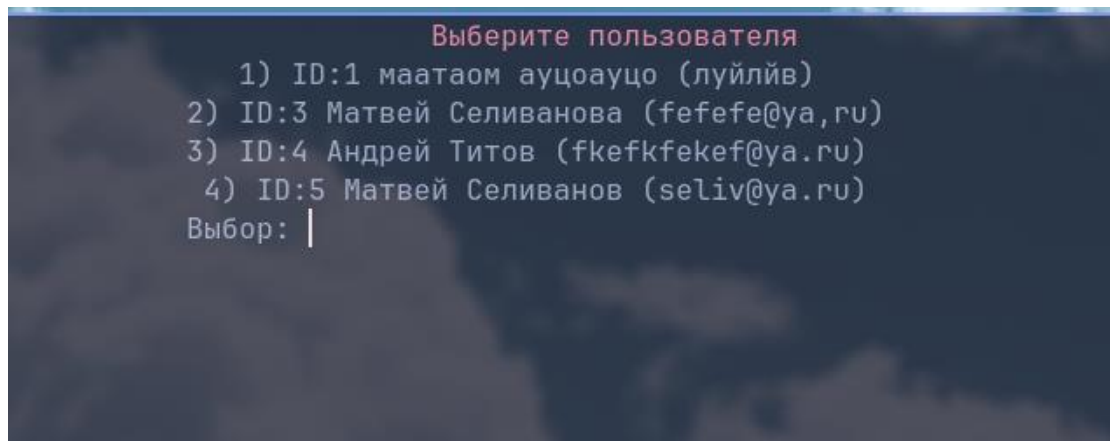 Выберите пользователя
1) ID:1 маатаом ауцоауцо (луйлйв)
2) ID:3 Матвей Селиванова (fefefe@ya,ru)
3) ID:4 Андрей Титов (fkefkfekef@ya.ru)
4) ID:5 Матвей Селиванов (seliv@ya.ru)
Выбор: